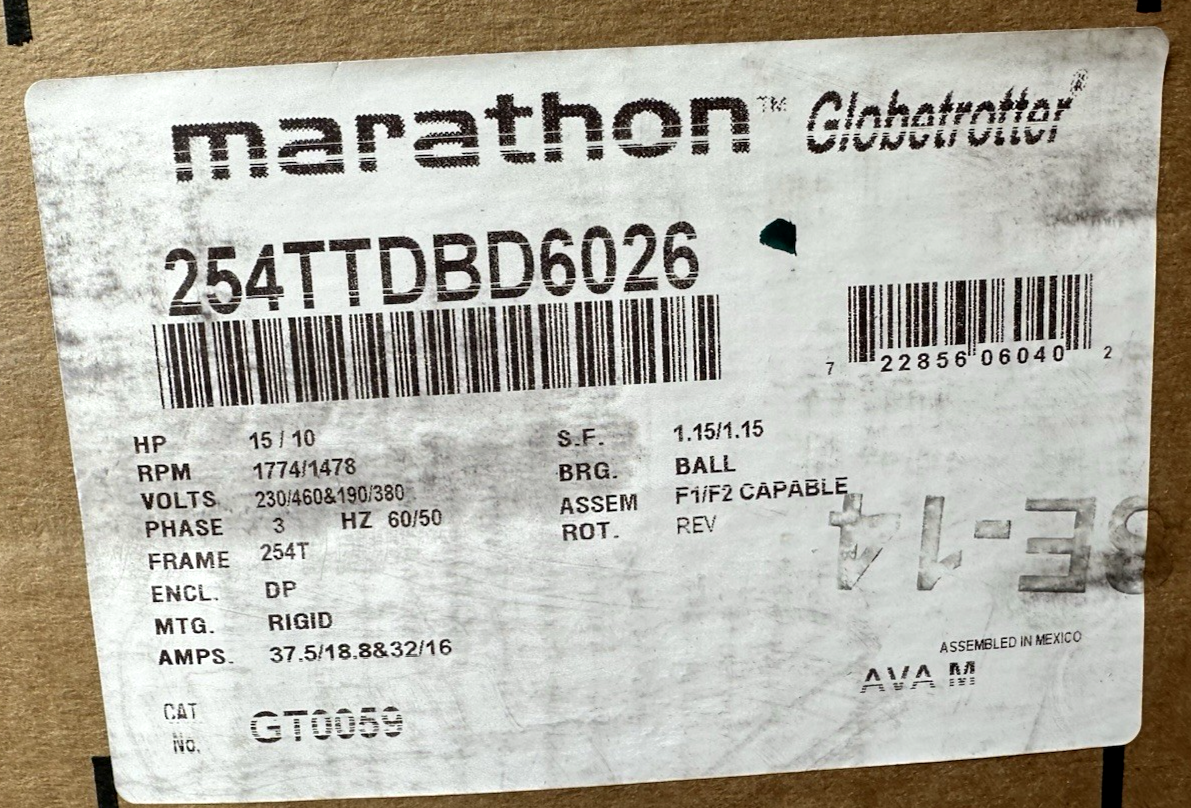 marathon™ Globetrotter®
254TTDBD6026
7 22856 06040 2
HP 15 / 10
RPM 1774/1478
VOLTS 230/460&190/380
PHASE 3 HZ 60/50
FRAME 254T
ENCL. DP
MTG. RIGID
AMPS. 37.5/18.8&32/16
S.F. 1.15/1.15
BRG. BALL
ASSEM F1/F2 CAPABLE
ROT. REV
ASSEMBLED IN MEXICO
AVA M
CAT No. GT0059